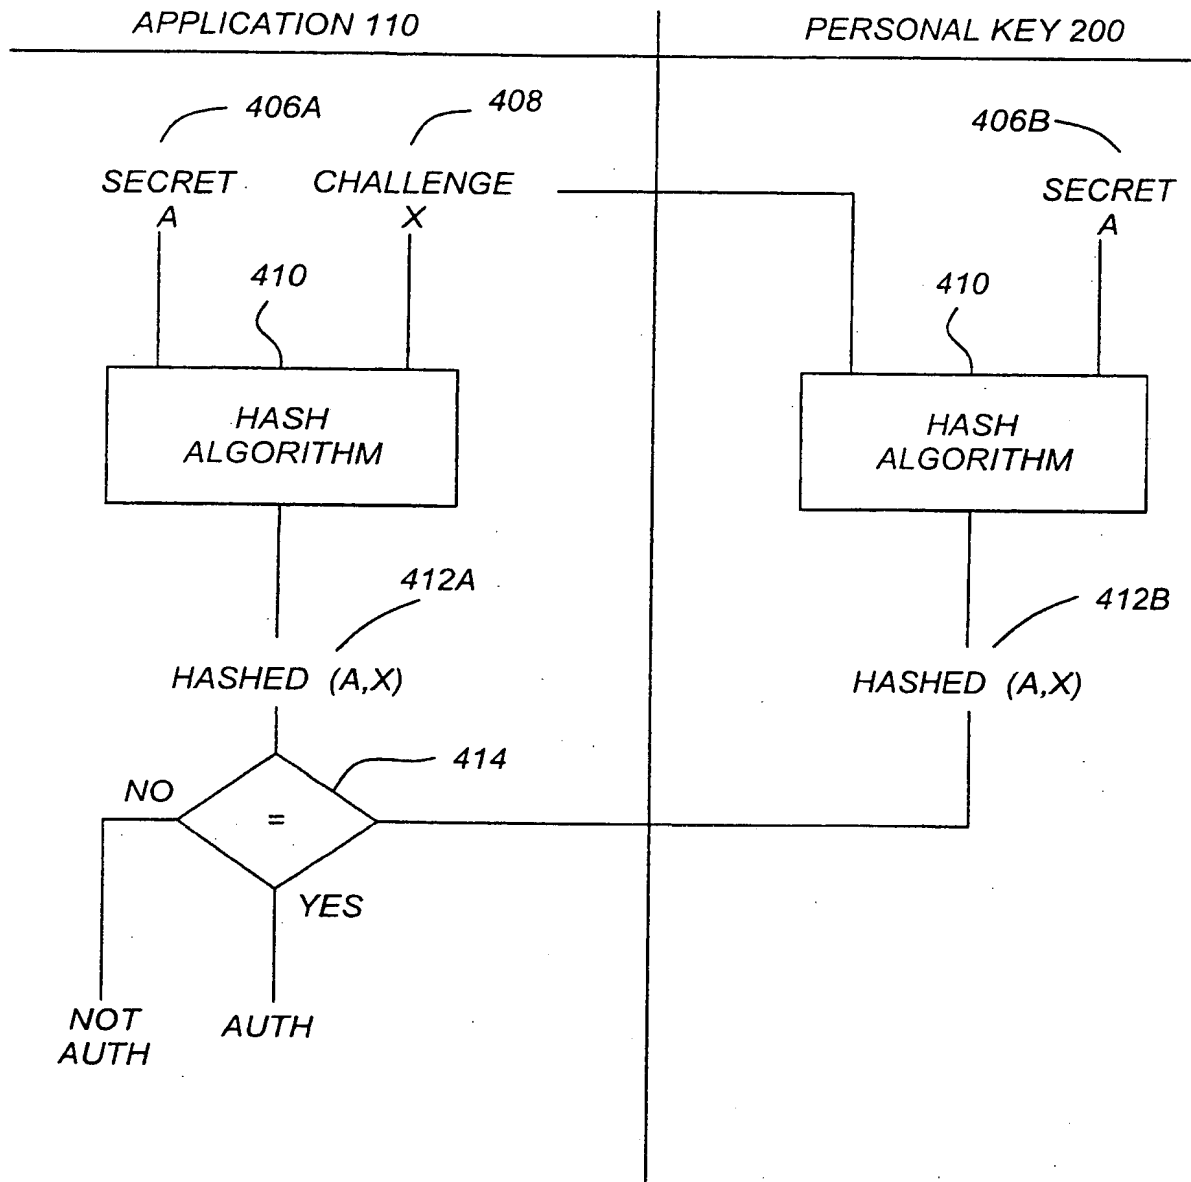 APPLICATION 110
PERSONAL KEY 200
406A
408
406B
SECRET
A
CHALLENGE
X
SECRET
A
410
410
HASH
ALGORITHM
HASH
ALGORITHM
412A
412B
HASHED (A,X)
HASHED (A,X)
414
NO
=
YES
NOT
AUTH
AUTH